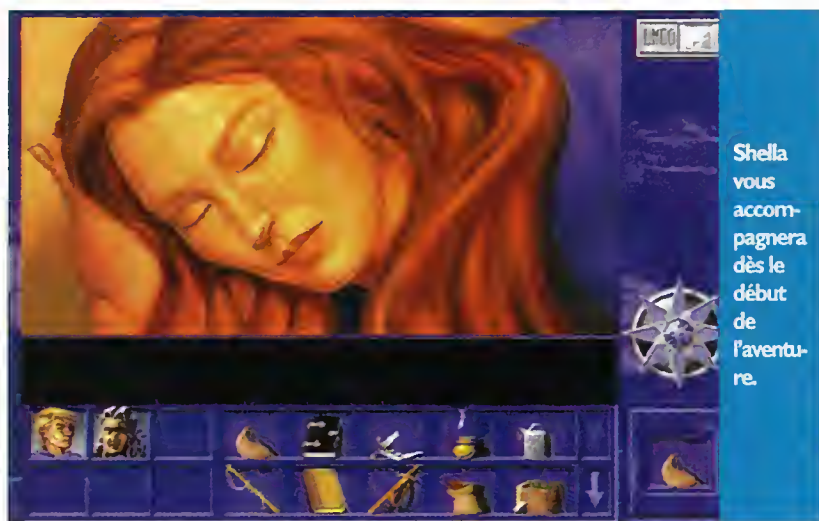 Shella
vous
accom-
pagnera
dès le
début
de
l'aventu-
re.